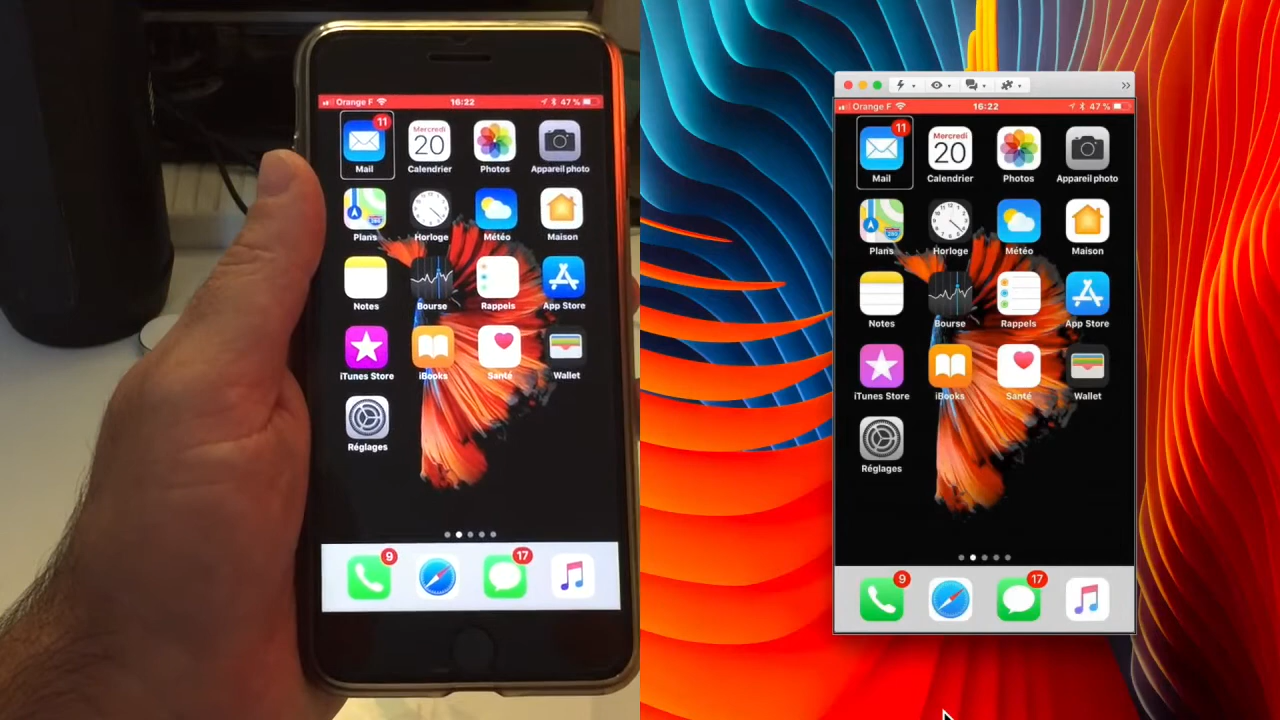 Orange F 16:22 47 %
11
Mercredi
20
Mail Calendrier Photos Appareil photo
280
Plans Horloge Météo Maison
Notes Bourse Rappels App Store
iTunes Store iBooks Santé Wallet
Réglages
9 17
Orange F 16:22 47 %
11
Mercredi
20
Mail Calendrier Photos Appareil photo
280
Plans Horloge Météo Maison
Notes Bourse Rappels App Store
iTunes Store iBooks Santé Wallet
Réglages
9 17